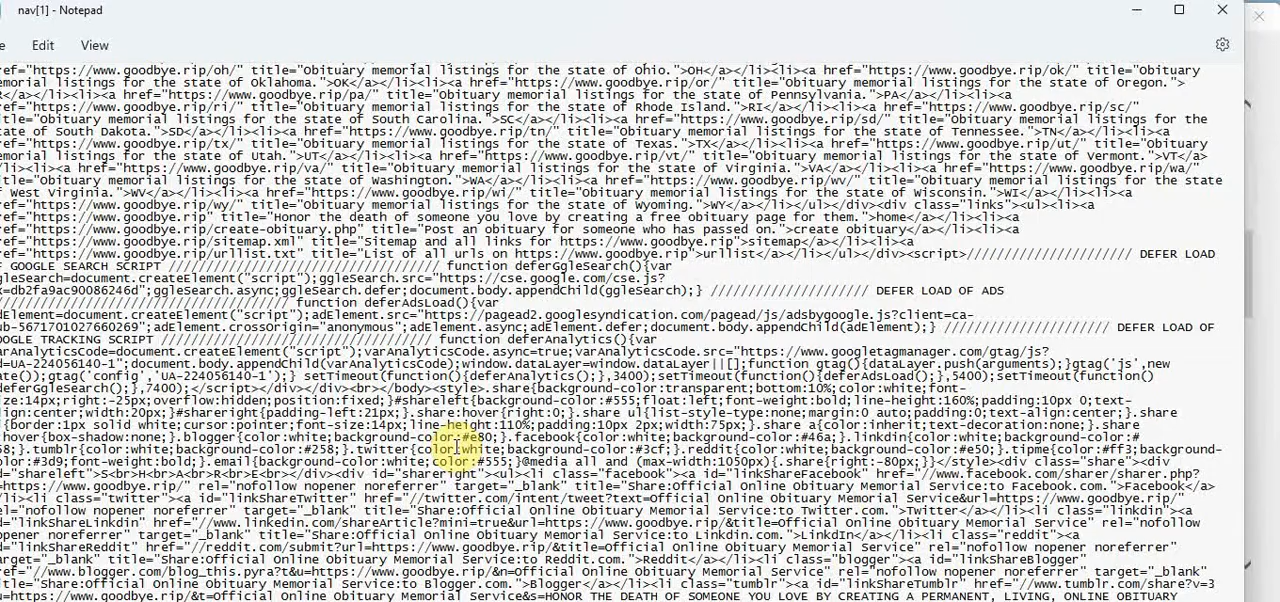 nav[1] - Notepad
Edit View
ref="https://www.goodbye.rip/oh/" title="Obituary memorial listings for the state of Ohio.">OH</a></li><li><a href="https://www.goodbye.rip/ok/" title="Obituary
memorial listings for the state of Oklahoma.">OK</a></li><li><a href="https://www.goodbye.rip/or/" title="Obituary memorial listings for the state of Oregon.">
</a></li><li><a href="https://www.goodbye.rip/pa/" title="Obituary memorial listings for the state of Pennsylvania.">PA</a></li><li><a
ref="https://www.goodbye.rip/ri/" title="Obituary memorial listings for the state of Rhode Island.">RI</a></li><li><a href="https://www.goodbye.rip/sc/"
title="Obituary memorial listings for the state of South Carolina.">SC</a></li><li><a href="https://www.goodbye.rip/sd/" title="Obituary memorial listings for the
tate of South Dakota.">SD</a></li><li><a href="https://www.goodbye.rip/tn/" title="Obituary memorial listings for the state of Tennessee.">TN</a></li><li><a
ref="https://www.goodbye.rip/tx/" title="Obituary memorial listings for the state of Texas.">TX</a></li><li><a href="https://www.goodbye.rip/ut/" title="Obituary
memorial listings for the state of Utah.">UT</a></li><li><a href="https://www.goodbye.rip/vt/" title="Obituary memorial listings for the state of Vermont.">VT</a>
</li><li><a href="https://www.goodbye.rip/va/" title="Obituary memorial listings for the state of Virginia.">VA</a></li><li><a href="https://www.goodbye.rip/wa/"
title="Obituary memorial listings for the state of Washington.">WA</a></li><li><a href="https://www.goodbye.rip/wv/" title="Obituary memorial listings for the state
f West Virginia.">WV</a></li><li><a href="https://www.goodbye.rip/wi/" title="Obituary memorial listings for the state of Wisconsin.">WI</a></li><li><a
ref="https://www.goodbye.rip/wy/" title="Obituary memorial listings for the state of Wyoming.">WY</a></li></ul></div><div class="links"><ul><li><a
ref="https://www.goodbye.rip" title="Honor the death of someone you love by creating a free obituary page for them.">home</a></li><li><a
ref="https://www.goodbye.rip/create-obituary.php" title="Post an obituary for someone who has passed on.">create obituary</a></li><li><a
ref="https://www.goodbye.rip/sitemap.xml" title="Sitemap and all links for https://www.goodbye.rip">sitemap</a></li><li><a
ref="https://www.goodbye.rip/urllist.txt" title="List of all urls on https://www.goodbye.rip">urllist</a></li></ul></div><script>////////////////////// DEFER LOAD
F GOOGLE SEARCH SCRIPT ///////////////////////////////////// function deferGgleSearch(){var
gleSearch=document.createElement("script");ggleSearch.src="https://cse.google.com/cse.js?
=db2fa9ac90086246d";ggleSearch.async;ggleSearch.defer;document.body.appendChild(ggleSearch);} ///////////////////// DEFER LOAD OF ADS
////////////////////////////////////// function deferAdsLoad(){var
dElement=document.createElement("script");adElement.src="https://pagead2.googlesyndication.com/pagead/js/adsbygoogle.js?client=ca-
ub-5671701027660269";adElement.crossOrigin="anonymous";adElement.async;adElement.defer;document.body.appendChild(adElement);} ////////////////////// DEFER LOAD OF
OOGLE TRACKING SCRIPT //////////////////////////////////// function deferAnalytics(){var
arAnalyticsCode=document.createElement("script");varAnalyticsCode.async=true;varAnalyticsCode.src="https://www.googletagmanager.com/gtag/js?
d=UA-224056140-1";document.body.appendChild(varAnalyticsCode);window.dataLayer=window.dataLayer||[];function gtag(){dataLayer.push(arguments);}gtag('js',new
ate());gtag('config','UA-224056140-1');} setTimeout(function(){deferAnalytics();},3400);setTimeout(function(){deferAdsLoad();},5400);setTimeout(function()
deferGgleSearch();},7400);</script></div></div><br></body><style>.share{background-color:transparent;bottom:10%;color:white;font-
ize:14px;right:-25px;overflow:hidden;position:fixed;}#shareleft{background-color:#555;float:left;font-weight:bold;line-height:160%;padding:10px 0;text-
lign:center;width:20px;}#shareright{padding-left:21px;}.share:hover{right:0;}.share ul{list-style-type:none;margin:0 auto;padding:0;text-align:center;}.share
{border:1px solid white;cursor:pointer;font-size:14px;line-height:110%;padding:10px 2px;width:75px;}.share a{color:inherit;text-decoration:none;}.share
:hover{box-shadow:none;}.blogger{color:white;background-color:#e80;}.facebook{color:white;background-color:#46a;}.linkdin{color:white;background-color:#
68;}.tumblr{color:white;background-color:#258;}.twitter{color:white;background-color:#3cf;}.reddit{color:white;background-color:#e50;}.tipme{color:#ff3;background-
olor:#3d9;font-weight:bold;}.email{background-color:white;color:#555;}@media all and (max-width:1050px){.share{right:-80px;}}</style><div class="share"><div
d="shareleft">S<br>H<br>A<br>R<br>E<br></div><div id="shareright"><ul><li class="facebook"><a id="linkShareFacebook" href="//www.facebook.com/sharer/sharer.php?
=https://www.goodbye.rip/" rel="nofollow noopener noreferrer" target="_blank" title="Share:Official Online Obituary Memorial Service:to Facebook.com.">Facebook</a>
/li><li class="twitter"><a id="linkShareTwitter" href="//twitter.com/intent/tweet?text=Official Online Obituary Memorial Service&url=https://www.goodbye.rip/"
el="nofollow noopener noreferrer" target="_blank" title="Share:Official Online Obituary Memorial Service:to Twitter.com.">Twitter</a></li><li class="linkdin"><a
d="linkShareLinkdin" href="//www.linkedin.com/shareArticle?mini=true&url=https://www.goodbye.rip/&title=Official Online Obituary Memorial Service" rel="nofollow
oopener noreferrer" target="_blank" title="Share:Official Online Obituary Memorial Service:to Linkdin.com.">LinkdIn</a></li><li class="reddit"><a
d="linkShareReddit" href="//reddit.com/submit?url=https://www.goodbye.rip/&title=Official Online Obituary Memorial Service" rel="nofollow noopener noreferrer"
arget="_blank" title="Share:Official Online Obituary Memorial Service:to Reddit.com.">Reddit</a></li><li class="blogger"><a id="linkShareBlogger"
ref="//www.blogger.com/blog_this.pyra?t&u=https://www.goodbye.rip/&n=Official Online Obituary Memorial Service" rel="nofollow noopener noreferrer" target="_blank"
itle="Share:Official Online Obituary Memorial Service:to Blogger.com.">Blogger</a></li><li class="tumblr"><a id="linkShareTumblr" href="//www.tumblr.com/share?v=3
u=https://www.goodbye.rip/&t=Official Online Obituary Memorial Service&s=HONOR THE DEATH OF SOMEONE YOU LOVE BY CREATING A PERMANENT, LIVING, ONLINE OBITUARY